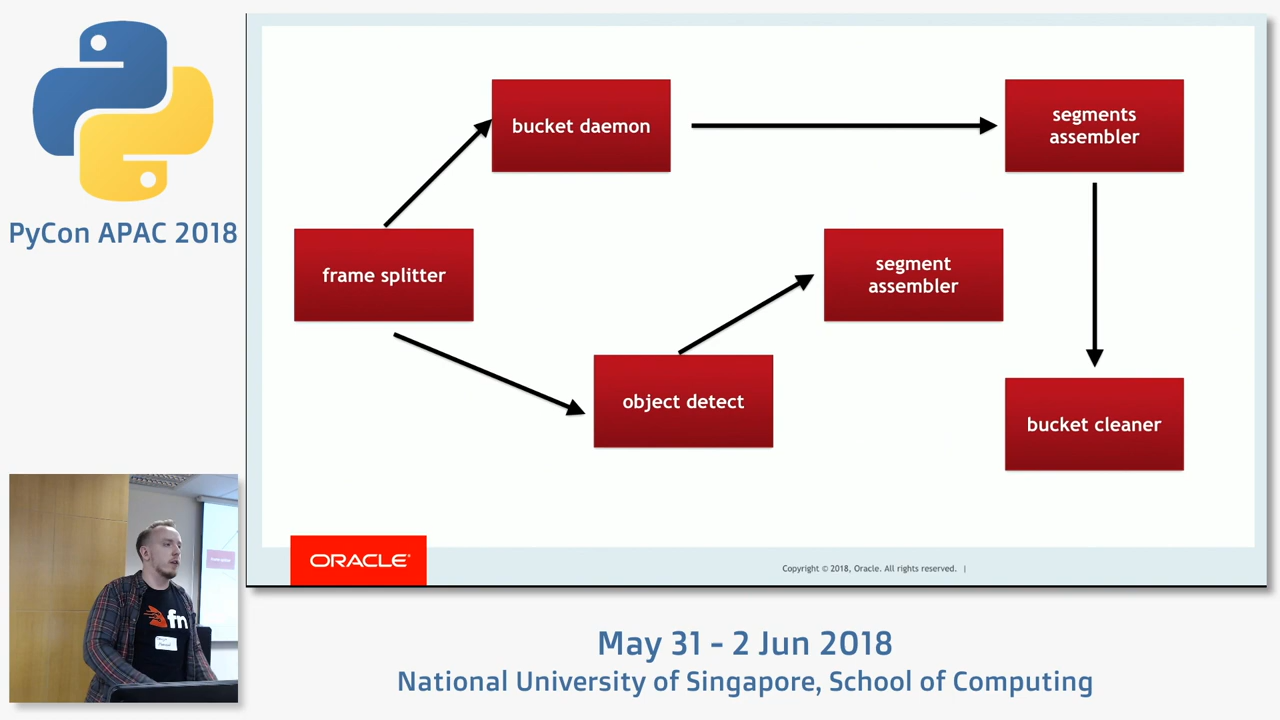 PyCon APAC 2018
bucket daemon
segments
assembler
frame splitter
segment
assembler
object detect
bucket cleaner
ORACLE
Copyright © 2018, Oracle. All rights reserved. |
fn
May 31 - 2 Jun 2018
National University of Singapore, School of Computing